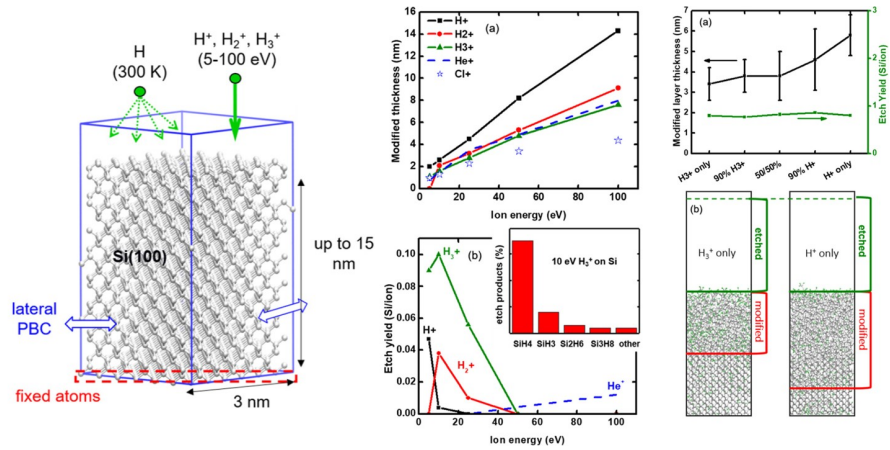 H
(300 K)
H⁺, H₂⁺, H₃⁺
(5-100 eV)
Si(100)
up to 15
nm
lateral
PBC
fixed atoms
3 nm
(a)
H+
H2+
H3+
He+
Cl+
Modified thickness (nm)
16
14
12
10
8
6
4
2
0
0 20 40 60 80 100
Ion energy (eV)
(b)
H₃⁺
H+
H₂+
He⁺
Etch yield (Si/ion)
0.10
0.08
0.06
0.04
0.02
0.00
0 20 40 60 80 100
Ion energy (eV)
10 eV H₃⁺ on Si
etch products (%)
SiH4 SiH3 Si2H6 Si3H8 other
(a)
Modified layer thickness (nm)
7
6
5
4
3
2
1
0
3
2
1
0
Etch Yield (Si/ion)
H3+ only
90% H3+
50/50%
90% H+
H+ only
(b)
H₃⁺ only
etched
modified
H⁺ only
etched
modified